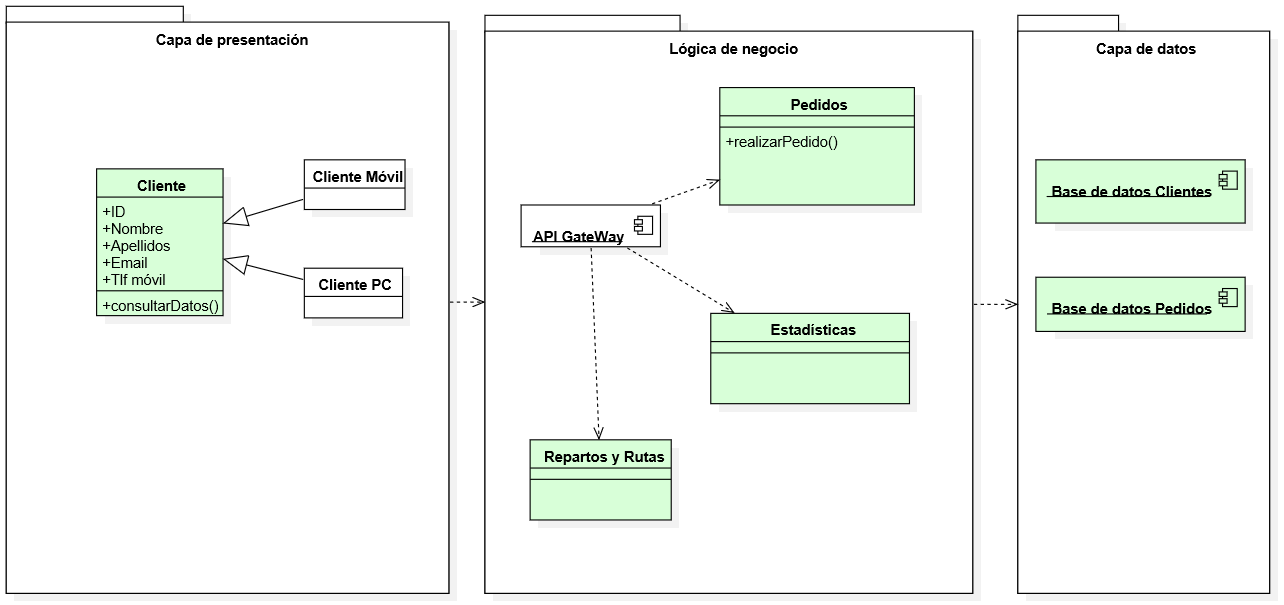 Capa de presentación
Cliente
+ID
+Nombre
+Apellidos
+Email
+Tlf móvil
+consultarDatos()
Cliente Móvil
Cliente PC
Lógica de negocio
Pedidos
+realizarPedido()
API GateWay
Estadísticas
Repartos y Rutas
Capa de datos
Base de datos Clientes
Base de datos Pedidos